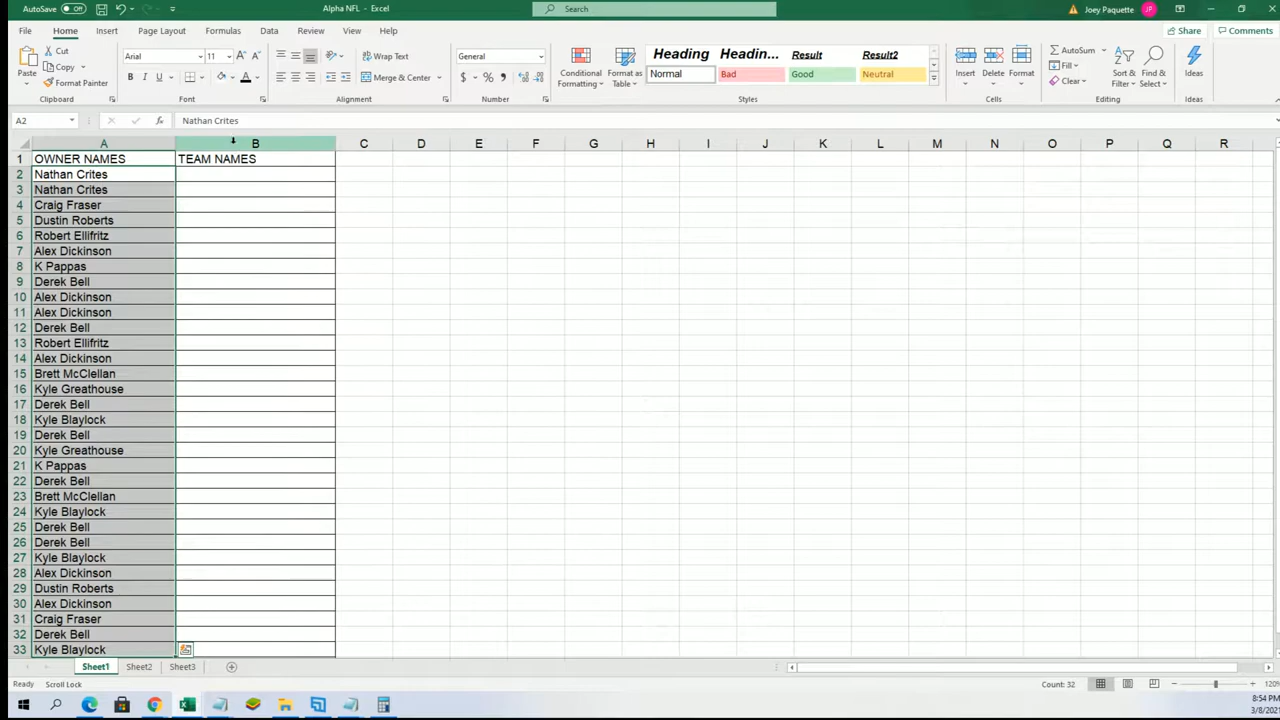 AutoSave Off Alpha NFL - Excel Search Joey Paquette JP
File Home Insert Page Layout Formulas Data Review View Help Share Comments
Paste Cut Copy Format Painter Clipboard
Arial 11 B I U Font
Wrap Text Merge & Center Alignment
General $ % Number
Conditional Formatting Format as Table
Heading Headin... Result Result2
Normal Bad Good Neutral
Styles
Insert Delete Format Cells
AutoSum Fill Clear Sort & Filter Find & Select Editing
Ideas Ideas
A2 fx Nathan Crites
A B C D E F G H I J K L M N O P Q R
1 OWNER NAMES TEAM NAMES
2 Nathan Crites
3 Nathan Crites
4 Craig Fraser
5 Dustin Roberts
6 Robert Ellifritz
7 Alex Dickinson
8 K Pappas
9 Derek Bell
10 Alex Dickinson
11 Alex Dickinson
12 Derek Bell
13 Robert Ellifritz
14 Alex Dickinson
15 Brett McClellan
16 Kyle Greathouse
17 Derek Bell
18 Kyle Blaylock
19 Derek Bell
20 Kyle Greathouse
21 K Pappas
22 Derek Bell
23 Brett McClellan
24 Kyle Blaylock
25 Derek Bell
26 Derek Bell
27 Kyle Blaylock
28 Alex Dickinson
29 Dustin Roberts
30 Alex Dickinson
31 Craig Fraser
32 Derek Bell
33 Kyle Blaylock
Sheet1 Sheet2 Sheet3
Ready Scroll Lock Count: 32 120%
8:54 PM
3/8/202